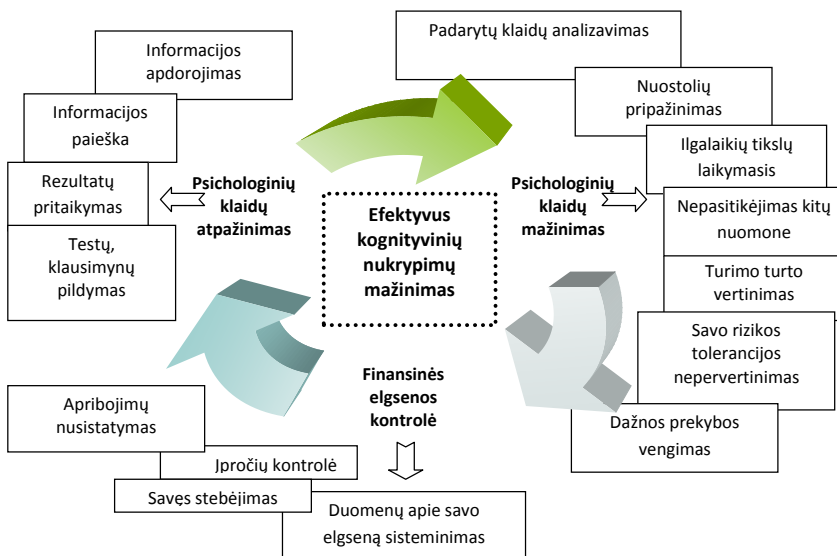 Informacijos
apdorojimas
Informacijos
paieška
Rezultatų
pritaikymas
Testų,
klausimynų
pildymas
Psichologinių
klaidų
atpažinimas
Padarytų klaidų analizavimas
Nuostolių
pripažinimas
Ilgalaikių tikslų
laikymasis
Nepasitikėjimas kitų
nuomone
Turimo turto
vertinimas
Savo rizikos
tolerancijos
nepervertinimas
Dažnos prekybos
vengimas
Psichologinių
klaidų
mažinimas
Efektyvus
kognityvinių
nukrypimų
mažinimas
Finansinės
elgsenos
kontrolė
Apribojimų
nusistatymas
Įpročių kontrolė
Savęs stebėjimas
Duomenų apie savo
elgseną sisteminimas